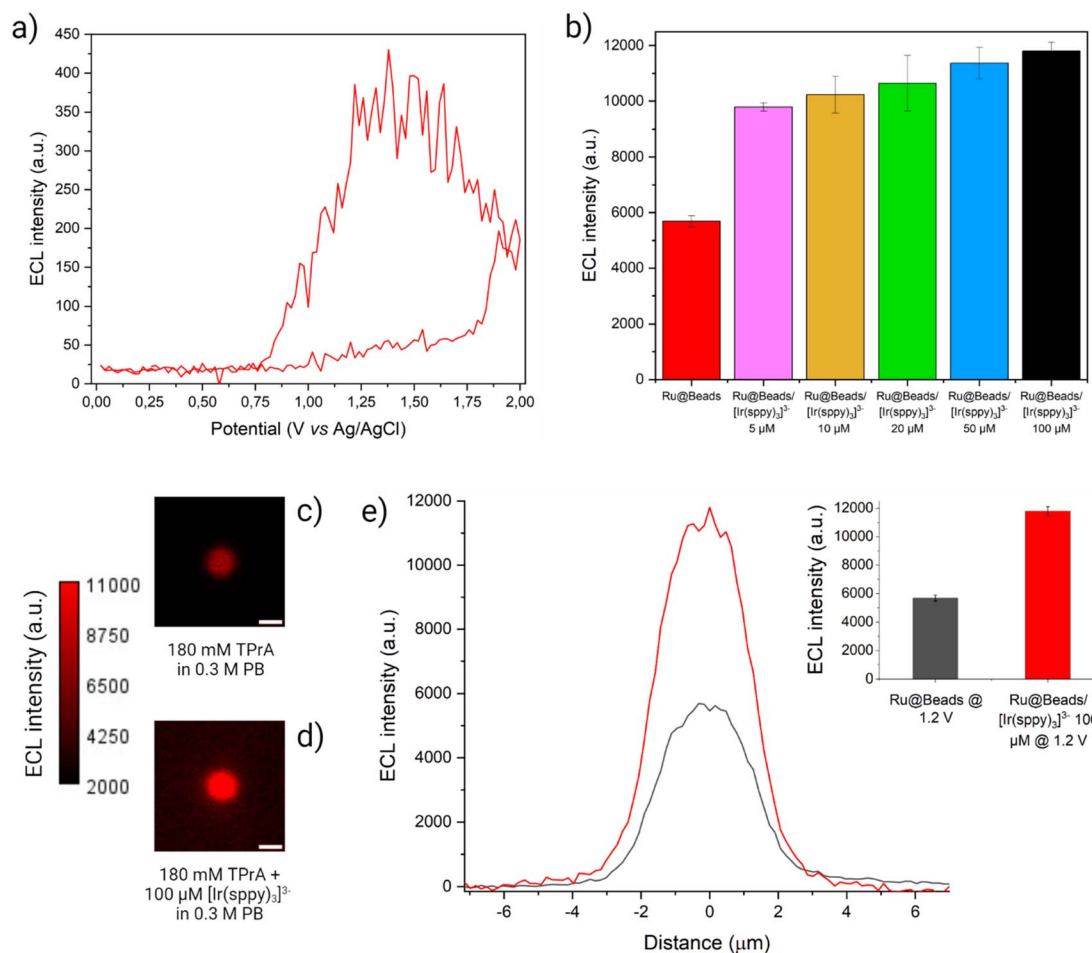 a)
ECL intensity (a.u.)
450
400
350
300
250
200
150
100
50
0
0,00 0,25 0,50 0,75 1,00 1,25 1,50 1,75 2,00
Potential (V vs Ag/AgCl)
b)
ECL intensity (a.u.)
12000
10000
8000
6000
4000
2000
0
Ru@Beads Ru@Beads/ Ru@Beads/ Ru@Beads/ Ru@Beads/ Ru@Beads/
[Ir(sppy)₃]³⁻ [Ir(sppy)₃]³⁻ [Ir(sppy)₃]³⁻ [Ir(sppy)₃]³⁻ [Ir(sppy)₃]³⁻
5 µM 10 µM 20 µM 50 µM 100 µM
c)
180 mM TPrA
in 0.3 M PB
ECL intensity (a.u.)
11000
8750
6500
4250
2000
d)
180 mM TPrA +
100 µM [Ir(sppy)₃]³⁻
in 0.3 M PB
e)
ECL intensity (a.u.)
12000
10000
8000
6000
4000
2000
0
-6 -4 -2 0 2 4 6
Distance (µm)
ECL intensity (a.u.)
12000
10000
8000
6000
4000
2000
0
Ru@Beads @
1.2 V
Ru@Beads/
[Ir(sppy)₃]³⁻ 10
µM @ 1.2 V